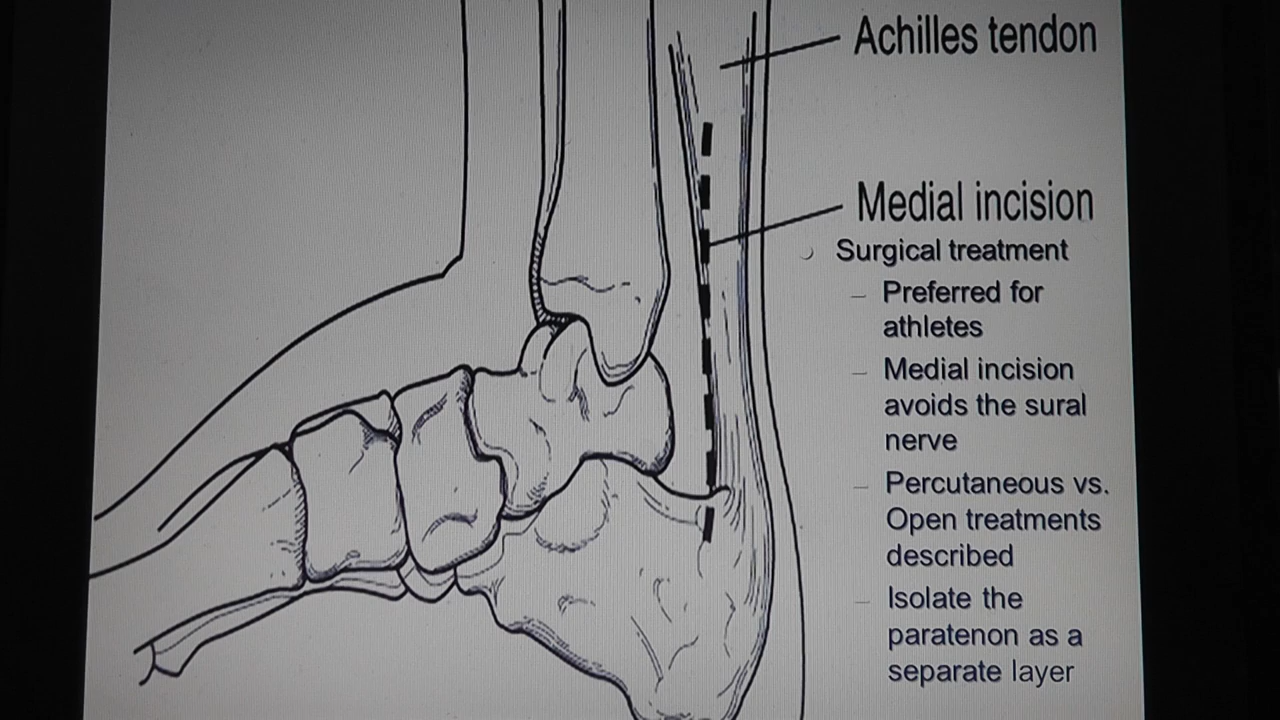 Achilles tendon
Medial incision
Surgical treatment
– Preferred for
athletes
– Medial incision
avoids the sural
nerve
– Percutaneous vs.
Open treatments
described
– Isolate the
paratenon as a
separate layer